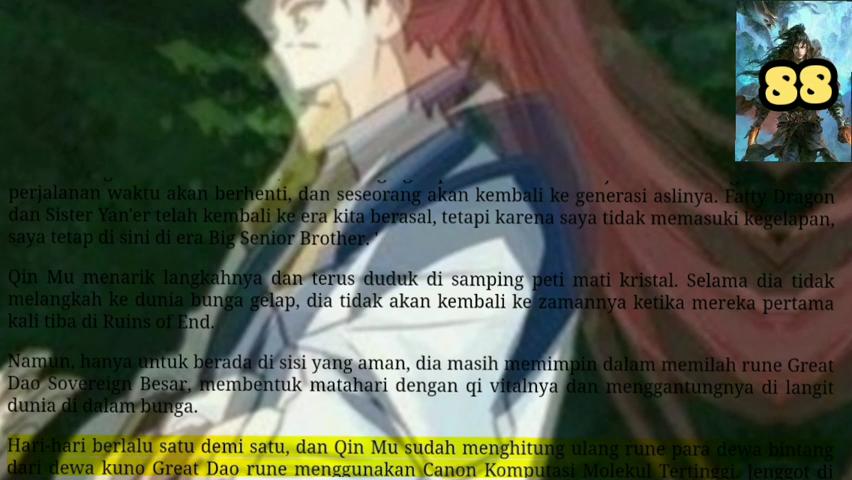 88
perjalanan waktu akan berhenti, dan seseorang akan kembali ke generasi aslinya. Fatty Dragon
dan Sister Yan'er telah kembali ke era kita berasal, tetapi karena saya tidak memasuki kegelapan,
saya tetap di sini di era Big Senior Brother. '
Qin Mu menarik langkahnya dan terus duduk di samping peti mati kristal. Selama dia tidak
melangkah ke dunia bunga gelap, dia tidak akan kembali ke zamannya ketika mereka pertama
kali tiba di Ruins of End.
Namun, hanya untuk berada di sisi yang aman, dia masih memimpin dalam memilah rune Great
Dao Sovereign Besar, membentuk matahari dengan qi vitalnya dan menggantungnya di langit
dunia di dalam bunga.
Hari-hari berlalu satu demi satu, dan Qin Mu sudah menghitung ulang rune para dewa bintang
dari dewa kuno Great Dao rune menggunakan Canon Komputasi Molekul Tertinggi. Jenggot di